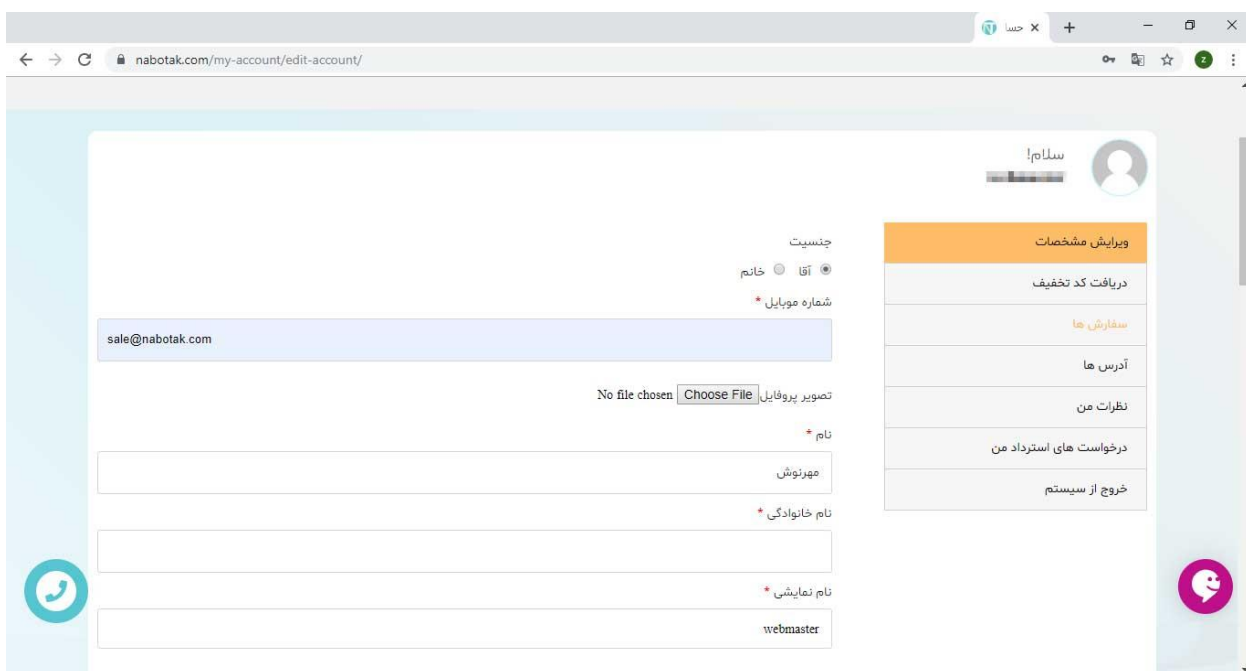 حسا
nabotak.com/my-account/edit-account/
Z
سلام!
ویرایش مشخصات
دریافت کد تخفیف
سفارش ها
آدرس ها
نظرات من
درخواست های استرداد من
خروج از سیستم
جنسیت
آقا خانم
شماره موبایل *
sale@nabotak.com
تصویر پروفایل Choose File No file chosen
نام *
مهرنوش
نام خانوادگی *
نام نمایشی *
webmaster